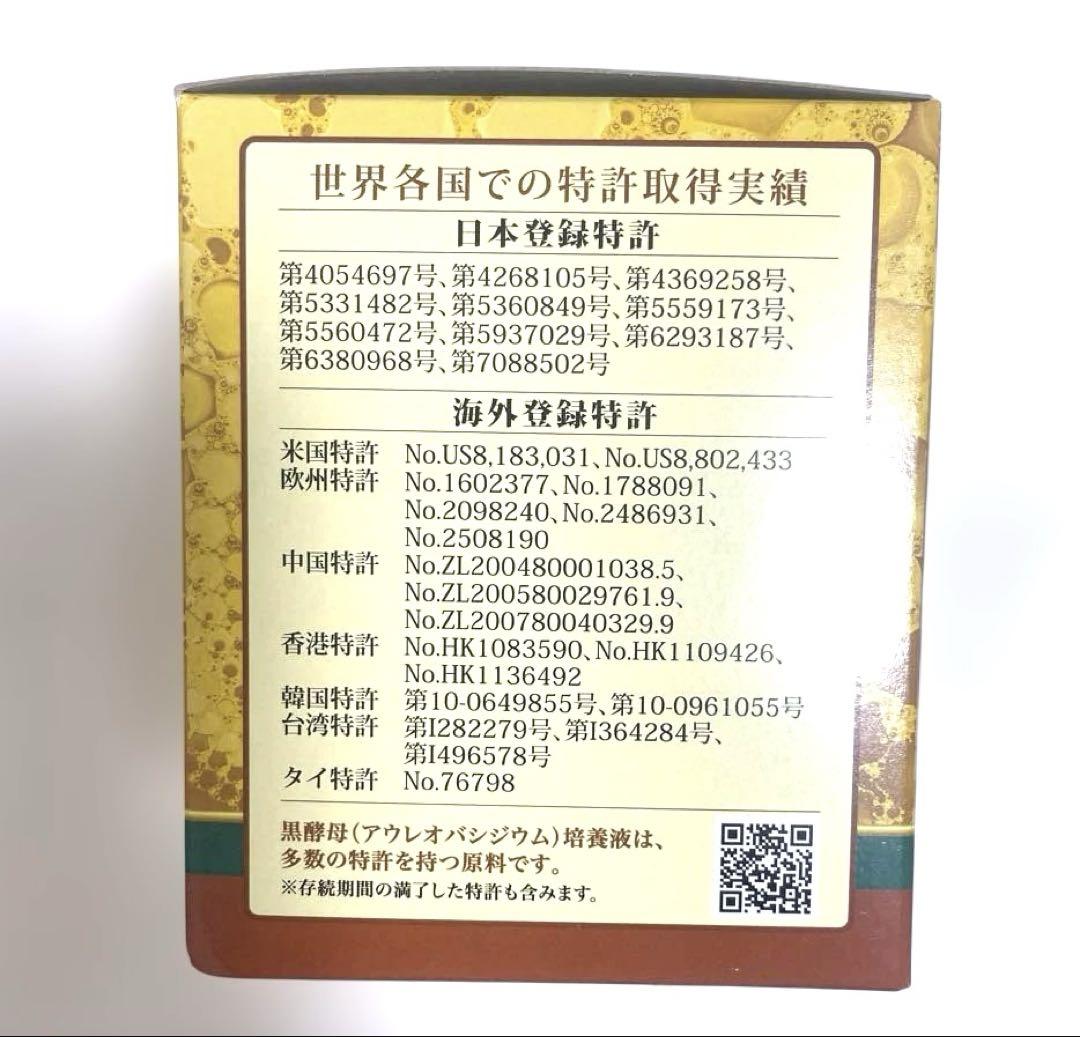 世界各国での特許取得実績
日本登録特許
第4054697号、第4268105号、第4369258号、
第5331482号、第5360849号、第5559173号、
第5560472号、第5937029号、第6293187号、
第6380968号、第7088502号
海外登録特許
米国特許 No.US8,183,031、No.US8,802,433
欧州特許 No.1602377、No.1788091、
No.2098240、No.2486931、
No.2508190
中国特許 No.ZL200480001038.5、
No.ZL200580029761.9、
No.ZL200780040329.9
香港特許 No.HK1083590、No.HK1109426、
No.HK1136492
韓国特許 第10-0649855号、第10-0961055号
台湾特許 第I282279号、第I364284号、
第I496578号
タイ特許 No.76798
黒酵母(アウレオバシジウム)培養液は、
多数の特許を持つ原料です。
※存続期間の満了した特許も含みます。